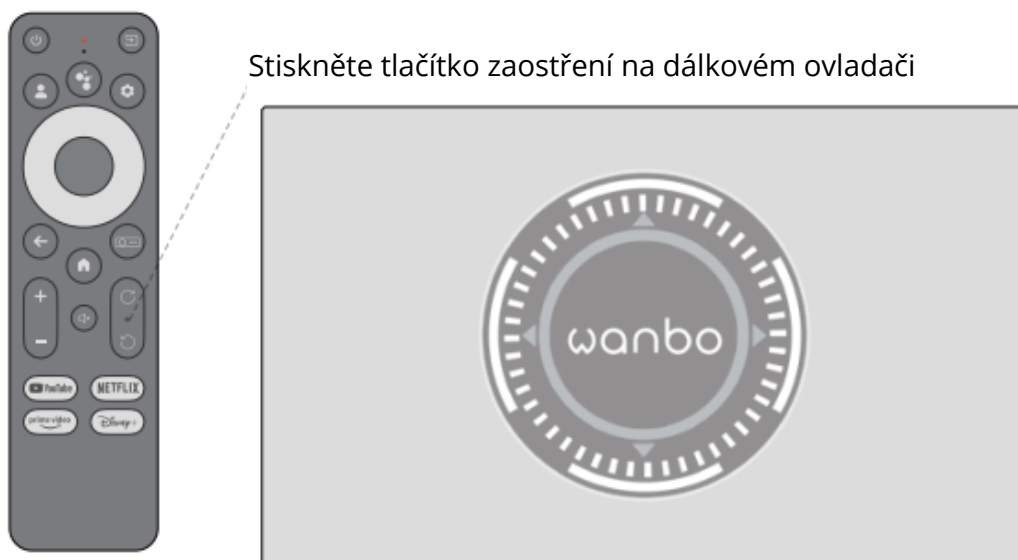 Stiskněte tlačítko zaostření na dálkovém ovladači
wanbo
YouTube
NETFLIX
prime video
Disney+